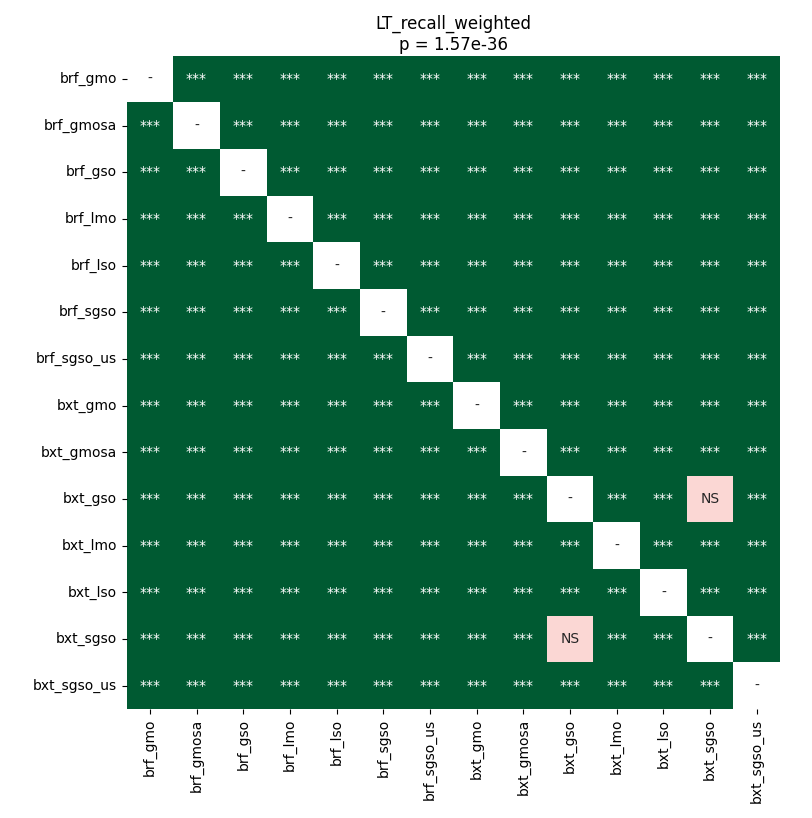 LT_recall_weighted
p = 1.57e-36
brf_gmo - *** *** *** *** *** *** *** *** *** *** *** *** ***
brf_gmosa *** - *** *** *** *** *** *** *** *** *** *** *** ***
brf_gso *** *** - *** *** *** *** *** *** *** *** *** *** ***
brf_lmo *** *** *** - *** *** *** *** *** *** *** *** *** ***
brf_lso *** *** *** *** - *** *** *** *** *** *** *** *** ***
brf_sgso *** *** *** *** *** - *** *** *** *** *** *** *** ***
brf_sgso_us *** *** *** *** *** *** - *** *** *** *** *** *** ***
bxt_gmo *** *** *** *** *** *** *** - *** *** *** *** *** ***
bxt_gmosa *** *** *** *** *** *** *** *** - *** *** *** *** ***
bxt_gso *** *** *** *** *** *** *** *** *** - *** *** NS ***
bxt_lmo *** *** *** *** *** *** *** *** *** *** - *** *** ***
bxt_lso *** *** *** *** *** *** *** *** *** *** *** - *** ***
bxt_sgso *** *** *** *** *** *** *** *** *** NS *** *** - ***
bxt_sgso_us *** *** *** *** *** *** *** *** *** *** *** *** *** -
brf_gmo brf_gmosa brf_gso brf_lmo brf_lso brf_sgso brf_sgso_us bxt_gmo bxt_gmosa bxt_gso bxt_lmo bxt_lso bxt_sgso bxt_sgso_us